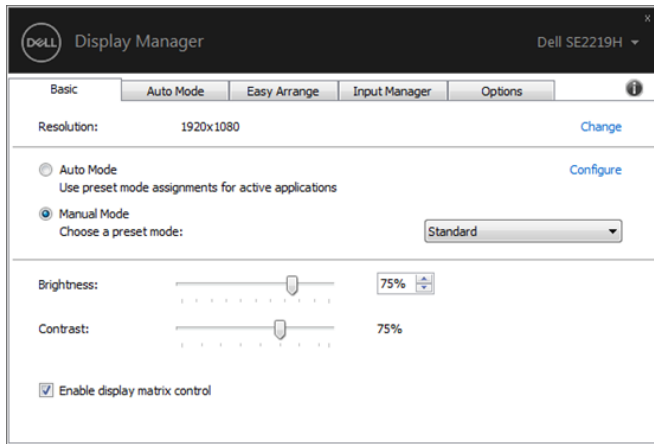 x
DELL Display Manager Dell SE2219H
Basic Auto Mode Easy Arrange Input Manager Options i
Resolution: 1920x1080 Change
Auto Mode Configure
Use preset mode assignments for active applications
Manual Mode
Choose a preset mode: Standard
Brightness: 75%
Contrast: 75%
Enable display matrix control